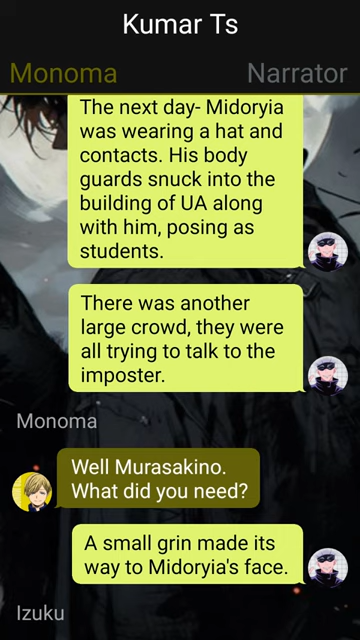 Kumar Ts
Monoma
Narrator
The next day- Midoryia
was wearing a hat and
contacts. His body
guards snuck into the
building of UA along
with him, posing as
students.
There was another
large crowd, they were
all trying to talk to the
imposter.
Monoma
Well Murasakino.
What did you need?
A small grin made its
way to Midoryia's face.
Izuku